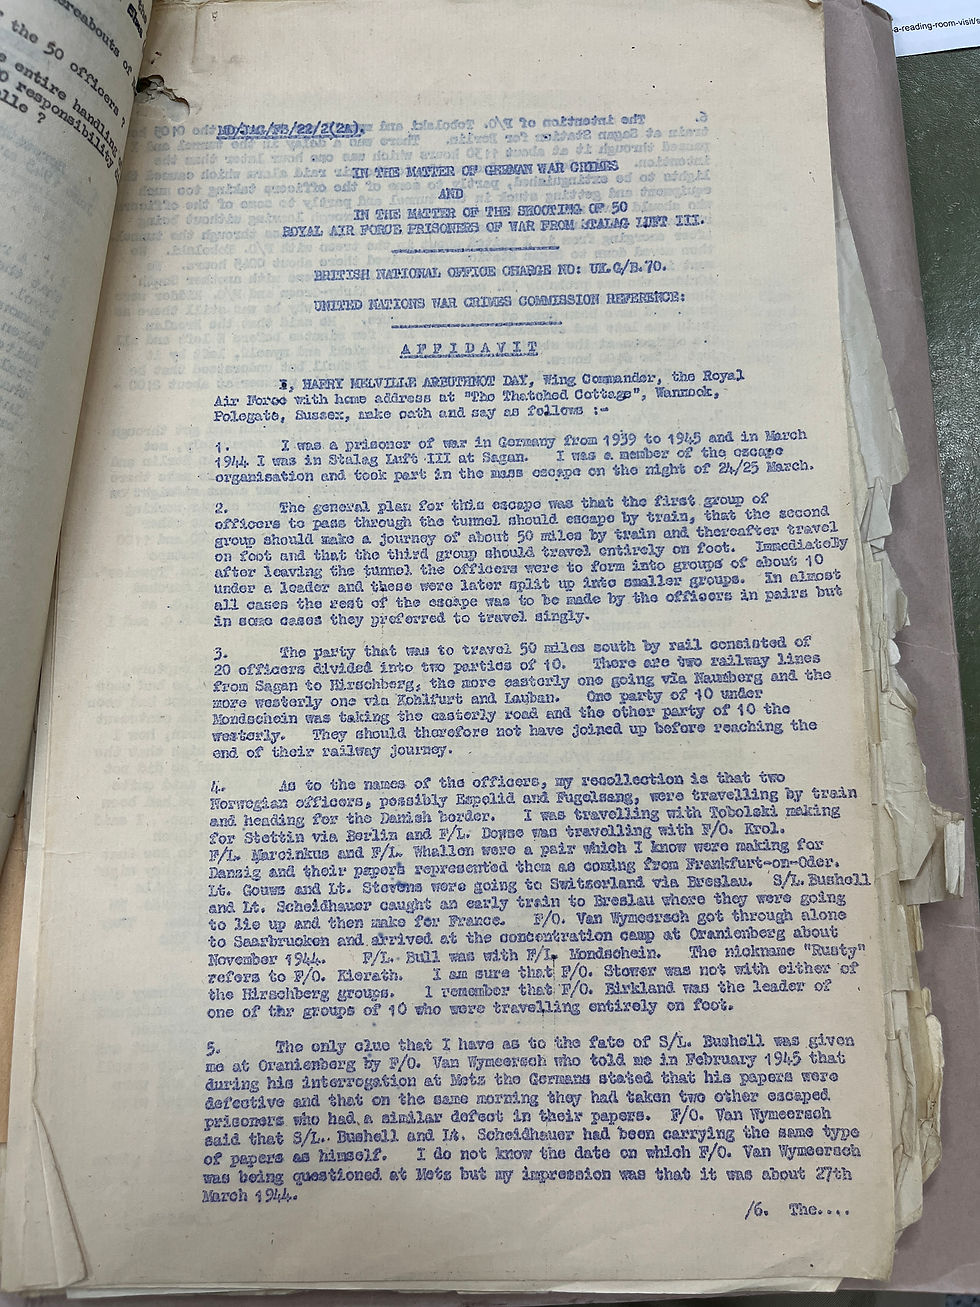 a-reading-room-visit/s
whereabouts of
the 50 officers ?
entire handling
responsibility
lle ?
MD/JAG/FS/22/2(2A).
IN THE MATTER OF GERMAN WAR CRIMES
AND
IN THE MATTER OF THE SHOOTING OF 50
ROYAL AIR FORCE PRISONERS OF WAR FROM STALAG LUFT III.
BRITISH NATIONAL OFFICE CHARGE NO: UK.G/B.70.
UNITED NATIONS WAR CRIMES COMMISSION REFERENCE:
A F F I D A V I T
I, HARRY MELVILLE ARBUTHNOT DAY, Wing Commander, the Royal
Air Force with home address at "The Thatched Cottage", Wannock,
Polegate, Sussex, make oath and say as follows :-
1. I was a prisoner of war in Germany from 1939 to 1945 and in March
1944 I was in Stalag Luft III at Sagan. I was a member of the escape
organisation and took part in the mass escape on the night of 24/25 March.
2. The general plan for this escape was that the first group of
officers to pass through the tunnel should escape by train, that the second
group should make a journey of about 50 miles by train and thereafter travel
on foot and that the third group should travel entirely on foot. Immediately
after leaving the tunnel the officers were to form into groups of about 10
under a leader and these were later split up into smaller groups. In almost
all cases the rest of the escape was to be made by the officers in pairs but
in some cases they preferred to travel singly.
3. The party that was to travel 50 miles south by rail consisted of
20 officers divided into two parties of 10. There are two railway lines
from Sagan to Hirschberg, the more easterly one going via Naumberg and the
more westerly one via Kohlfurt and Lauban. One party of 10 under
Mondschein was taking the easterly road and the other party of 10 the
westerly. They should therefore not have joined up before reaching the
end of their railway journey.
4. As to the names of the officers, my recollection is that two
Norwegian officers, possibly Espelid and Fugelsang, were travelling by train
and heading for the Danish border. I was travelling with Tobolski making
for Stettin via Berlin and F/L. Dowse was travelling with F/O. Krol.
F/L. Marcinkus and F/L. Whallen were a pair which I know were making for
Danzig and their papers represented them as coming from Frankfurt-on-Oder.
Lt. Gouws and Lt. Stevens were going to Switzerland via Breslau. S/L. Bushell
and Lt. Scheidhauer caught an early train to Breslau where they were going
to lie up and then make for France. F/O. Van Wymeersch got through alone
to Saarbrucken and arrived at the concentration camp at Oranienberg about
November 1944. F/L. Bull was with F/L. Mondschein. The nickname "Rusty"
refers to F/O. Kierath. I am sure that F/O. Stower was not with either of
the Hirschberg groups. I remember that F/O. Birkland was the leader of
one of thr groups of 10 who were travelling entirely on foot.
5. The only clue that I have as to the fate of S/L. Bushell was given
me at Oranienberg by F/O. Van Wymeersch who told me in February 1945 that
during his interrogation at Metz the Germans stated that his papers were
defective and that on the same morning they had taken two other escaped
prisoners who had a similar defect in their papers. F/O. Van Wymeersch
said that S/L. Bushell and Lt. Scheidhauer had been carrying the same type
of papers as himself. I do not know the date on which F/O. Van Wymeersch
was being questioned at Metz but my impression was that it was about 27th
March 1944.
/6. The....